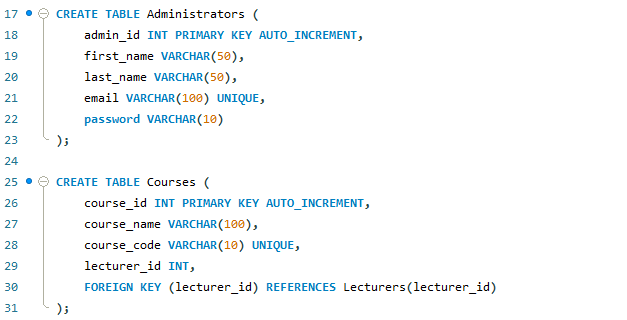 17 CREATE TABLE Administrators (
18 admin_id INT PRIMARY KEY AUTO_INCREMENT,
19 first_name VARCHAR(50),
20 last_name VARCHAR(50),
21 email VARCHAR(100) UNIQUE,
22 password VARCHAR(10)
23 );
24
25 CREATE TABLE Courses (
26 course_id INT PRIMARY KEY AUTO_INCREMENT,
27 course_name VARCHAR(100),
28 course_code VARCHAR(10) UNIQUE,
29 lecturer_id INT,
30 FOREIGN KEY (lecturer_id) REFERENCES Lecturers(lecturer_id)
31 );